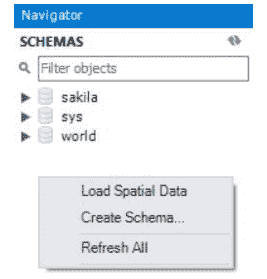 Navigator
SCHEMAS
Filter objects
sakila
sys
world
Load Spatial Data
Create Schema...
Refresh All